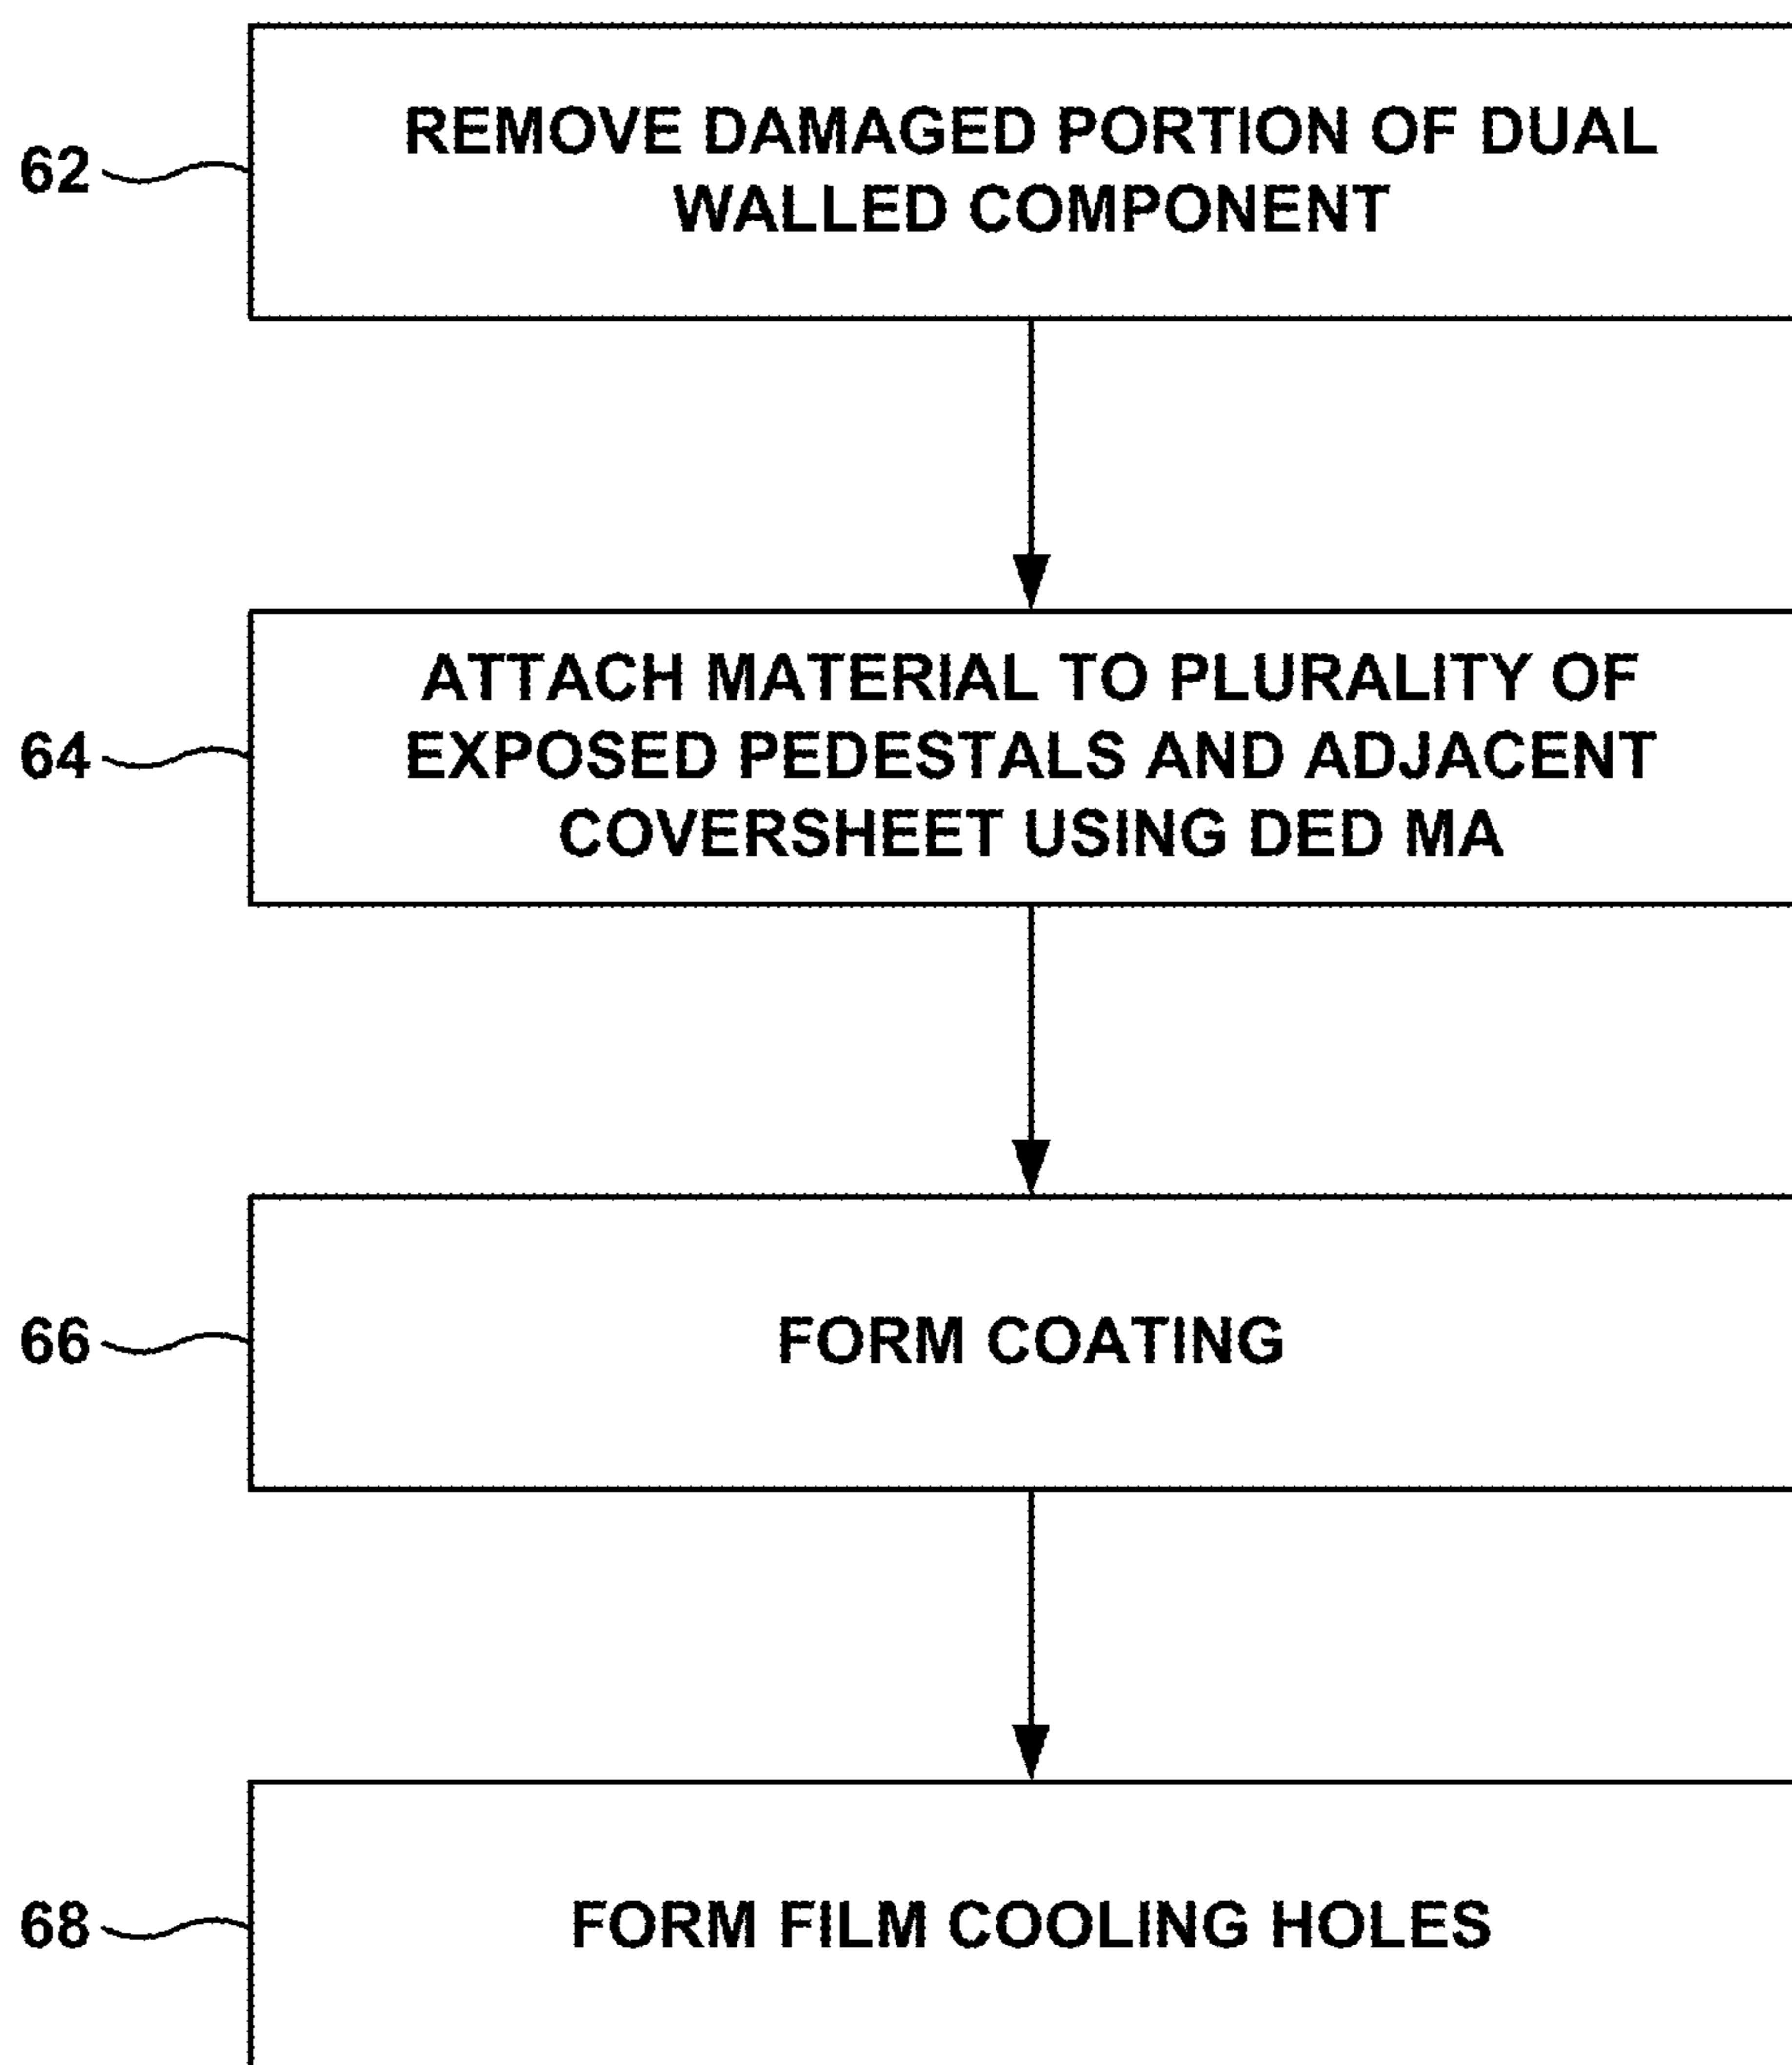 62
REMOVE DAMAGED PORTION OF DUAL
WALLED COMPONENT
64
ATTACH MATERIAL TO PLURALITY OF
EXPOSED PEDESTALS AND ADJACENT
COVERSHEET USING DED MA
66
FORM COATING
68
FORM FILM COOLING HOLES